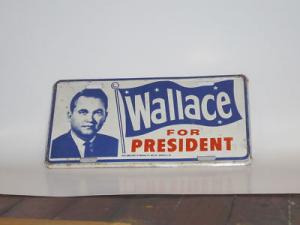 ©
Wallace
FOR
PRESIDENT